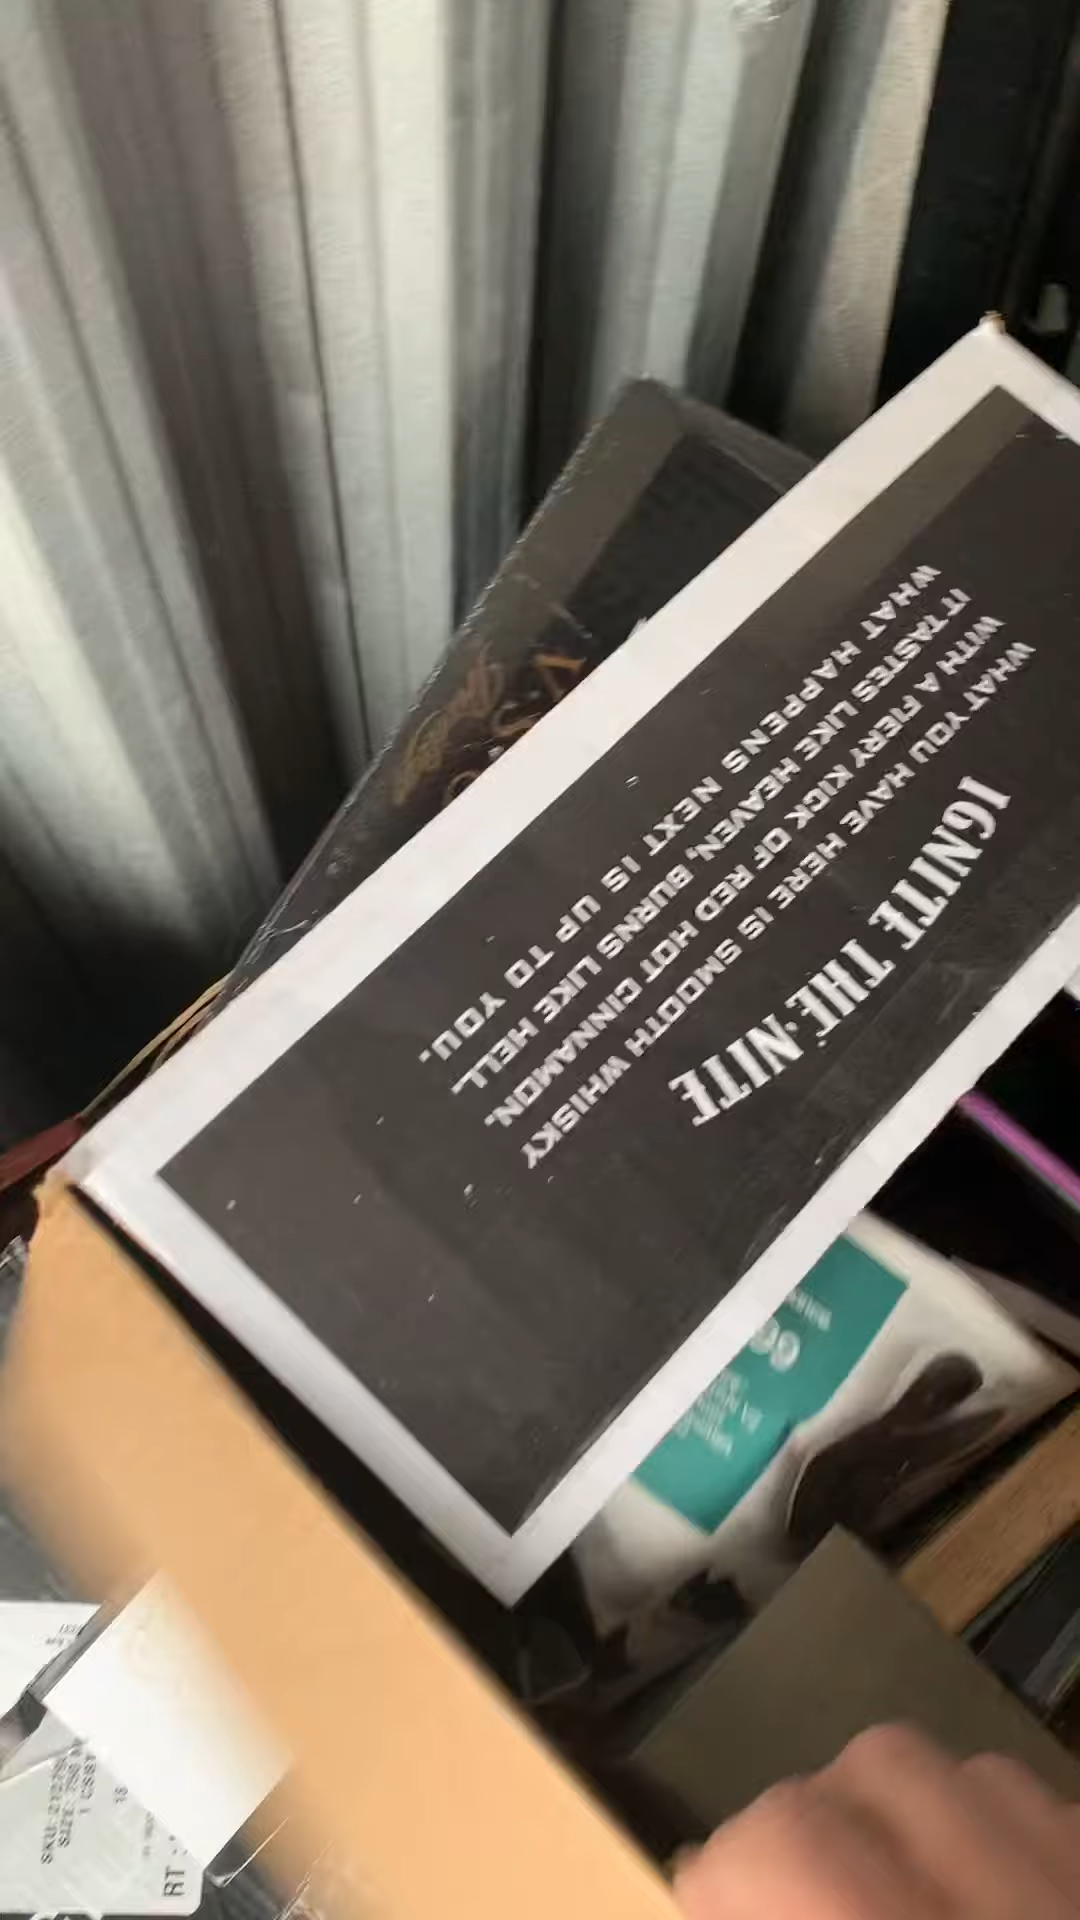 IGNITE THE NITE
WHAT YOU HAVE HERE IS SMOOTH WHISKY
WITH A FIERY KICK OF RED HOT CINNAMON.
IT TASTES LIKE HEAVEN, BURNS LIKE HELL.
WHAT HAPPENS NEXT IS UP TO YOU.